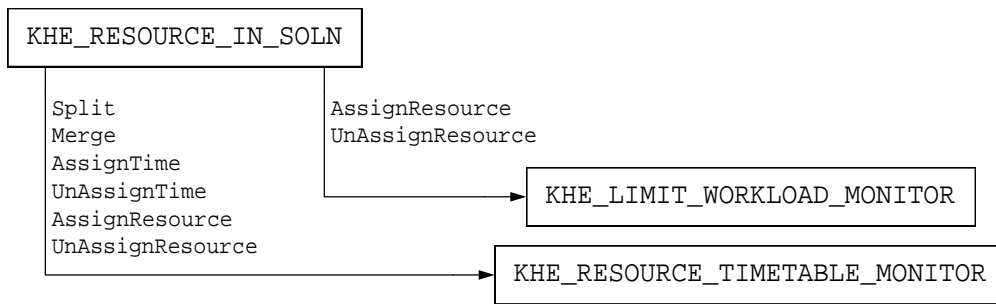 KHE_RESOURCE_IN_SOLN
Split
Merge
AssignTime
UnAssignTime
AssignResource
UnAssignResource
AssignResource
UnAssignResource
KHE_LIMIT_WORKLOAD_MONITOR
KHE_RESOURCE_TIMETABLE_MONITOR